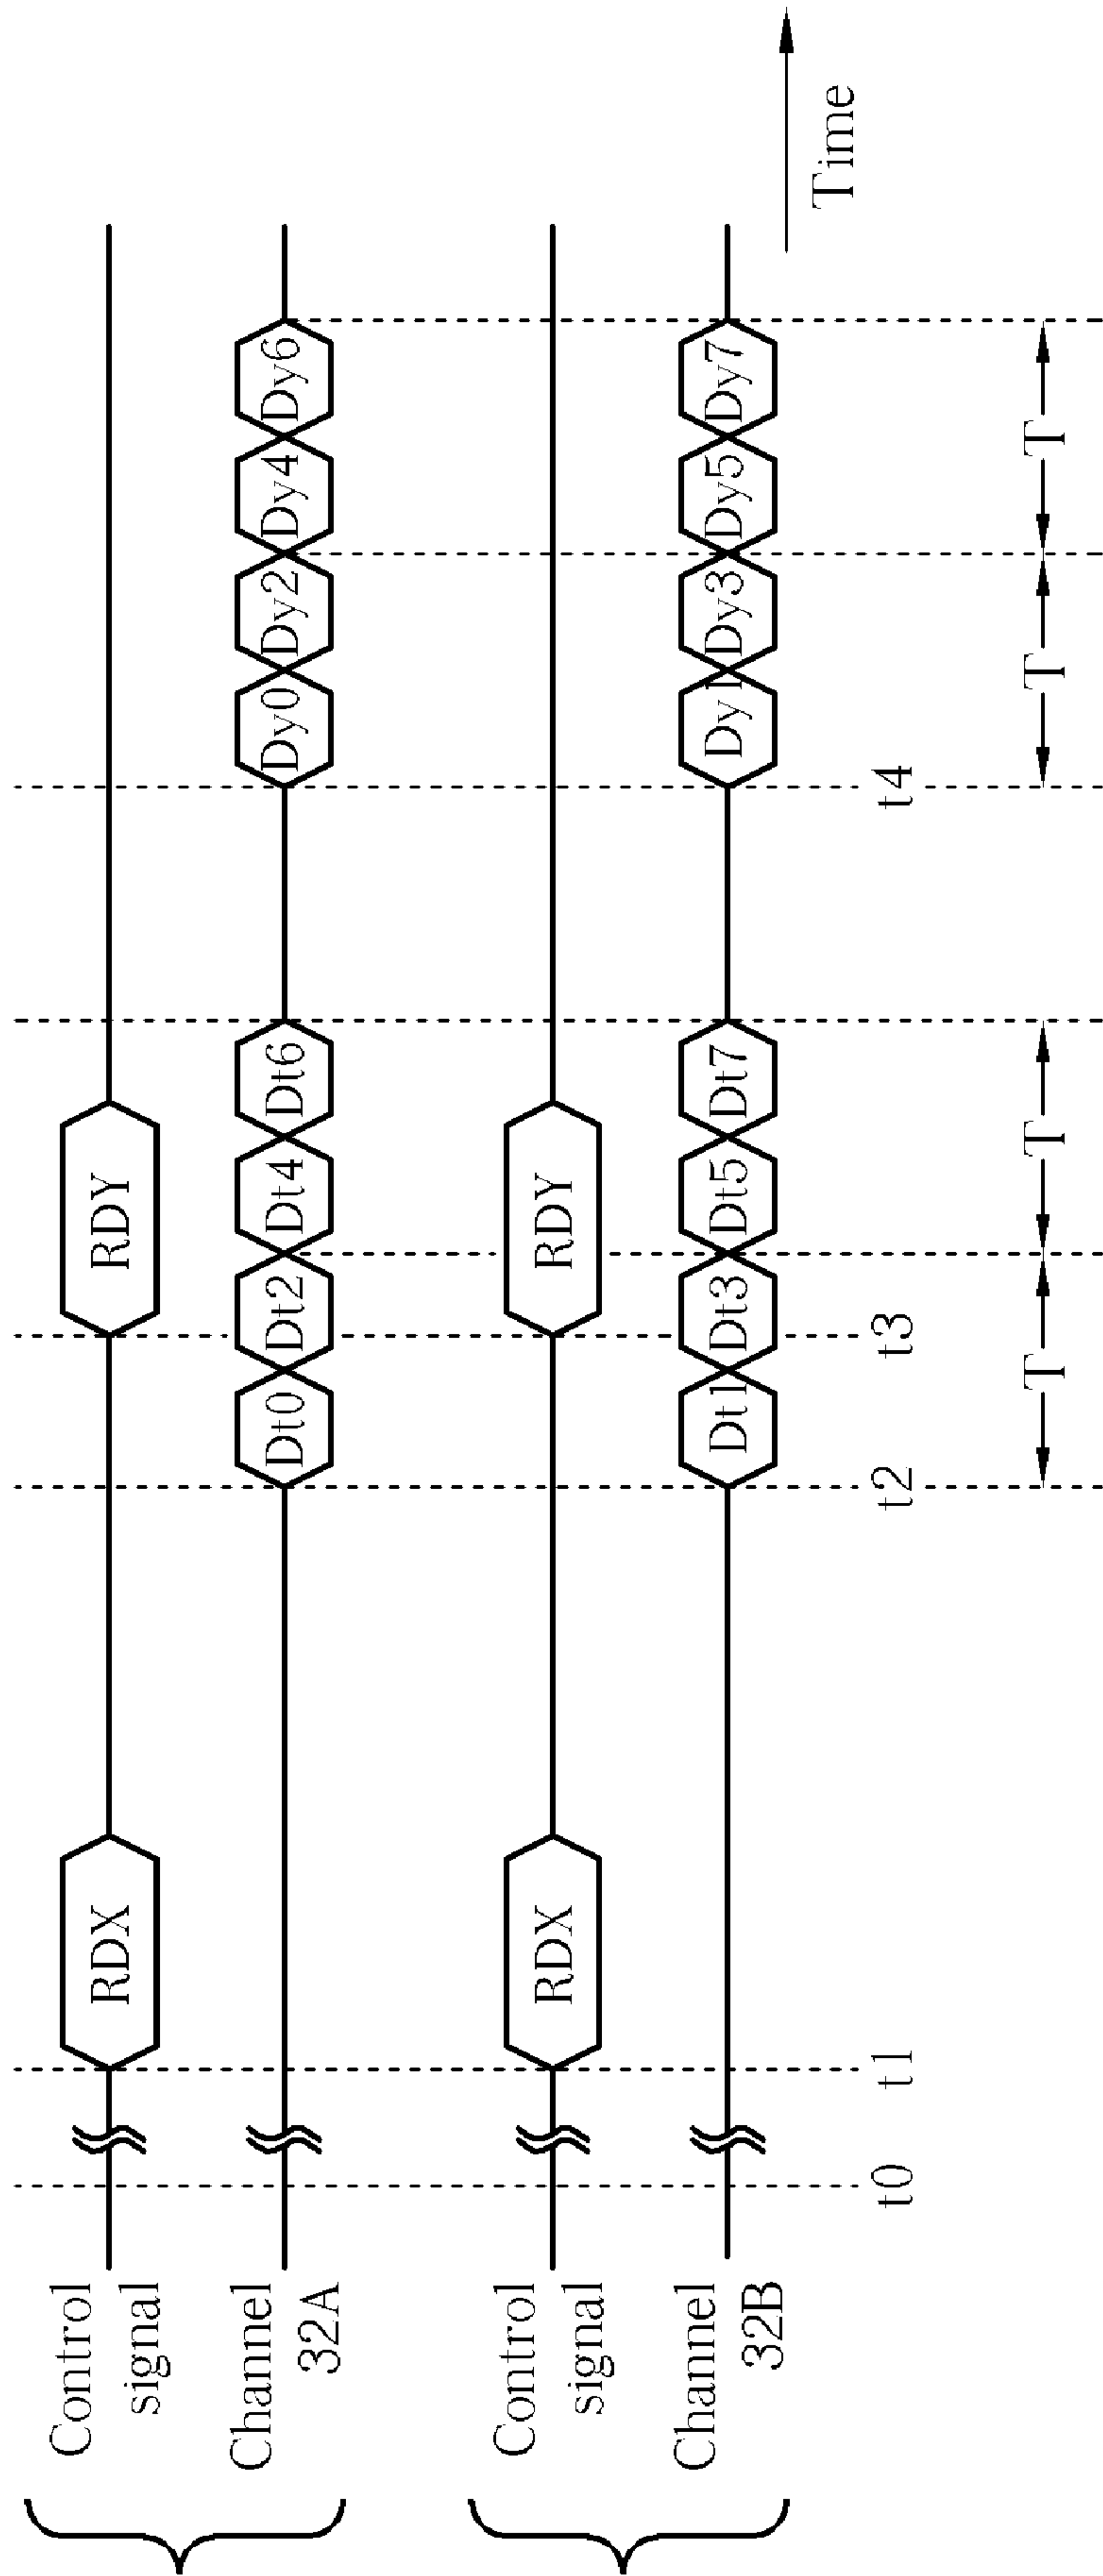 Control
signal
RDX
RDY
Channel
32A
Dt0 Dt2 Dt4 Dt6 Dy0 Dy2 Dy4 Dy6
Control
signal
RDX
RDY
Channel
32B
Dt1 Dt3 Dt5 Dt7 Dy1 Dy3 Dy5 Dy7
Time
t0 t1 t2 t3 t4
T T T T